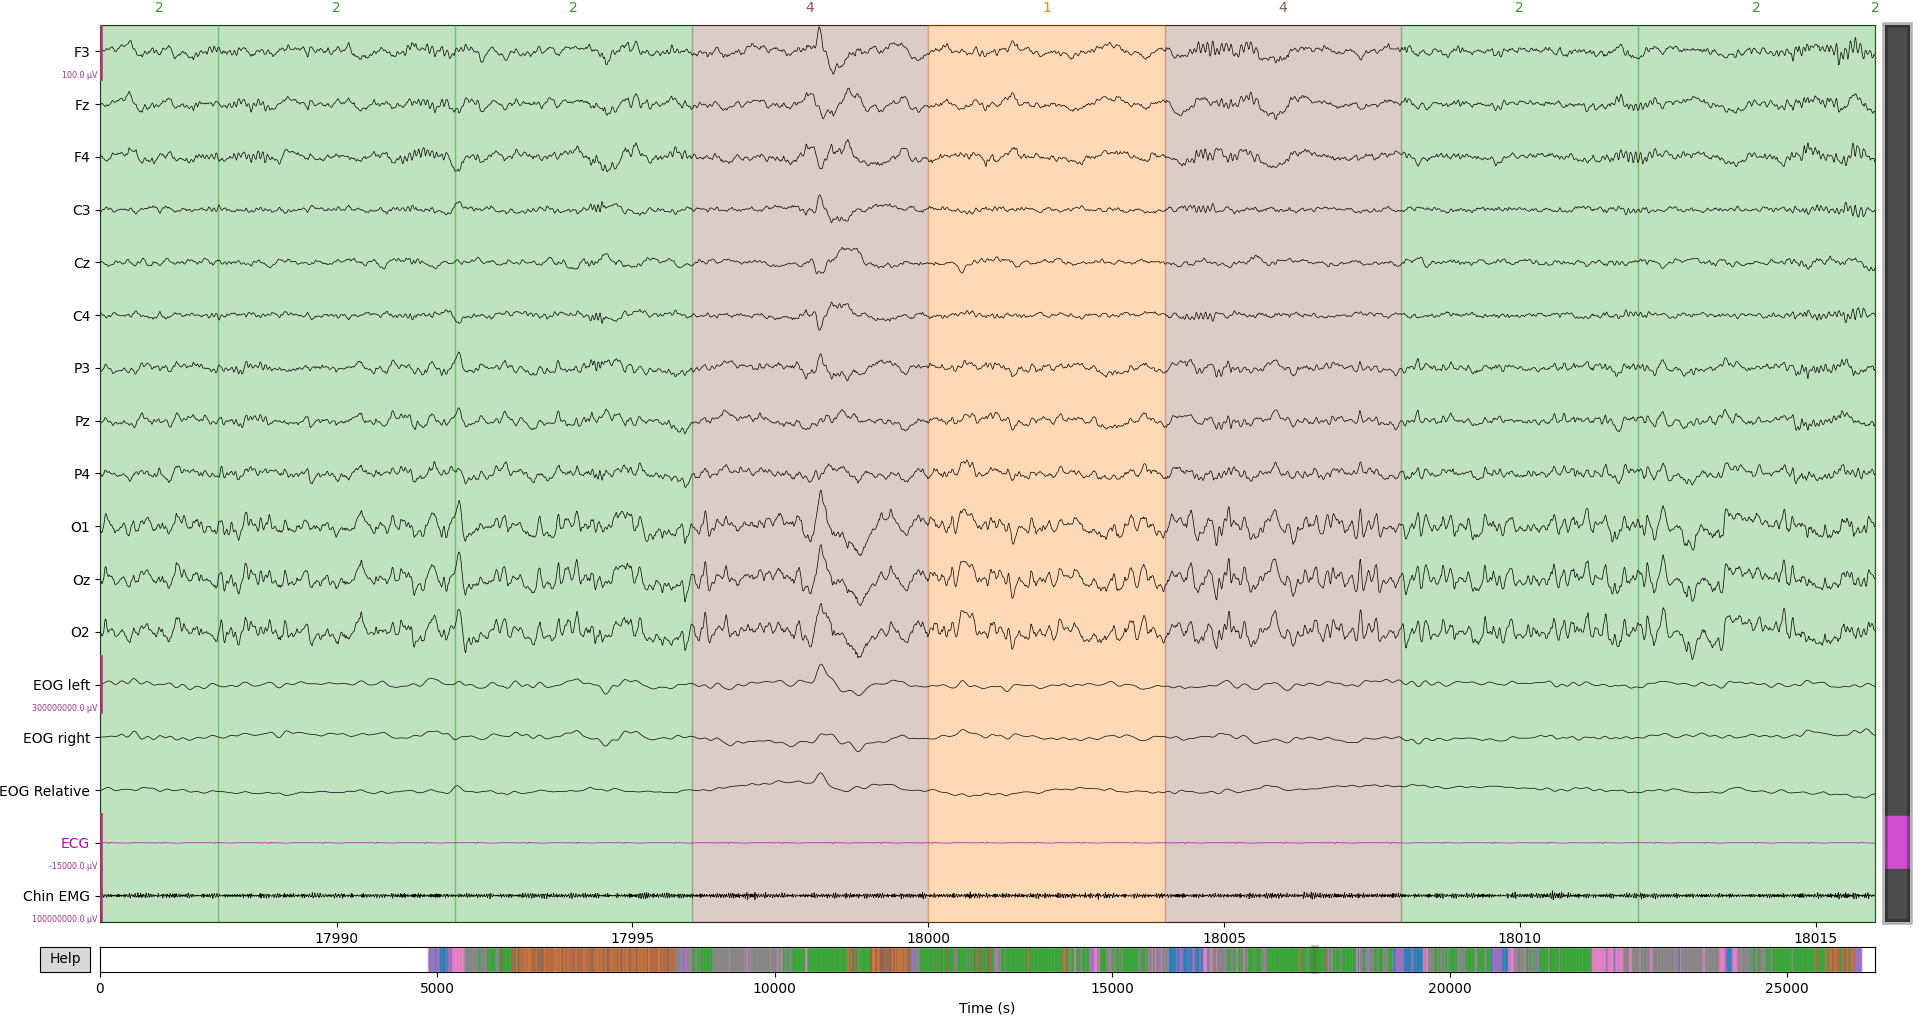 2 2 2 4 1 4 2 2 2
F3
100.0 µV
Fz
F4
C3
Cz
C4
P3
Pz
P4
O1
Oz
O2
EOG left
300000000.0 µV
EOG right
EOG Relative
ECG
-15000.0 µV
Chin EMG
100000000.0 µV
17990 17995 18000 18005 18010 18015
Help
0 5000 10000 15000 20000 25000
Time (s)